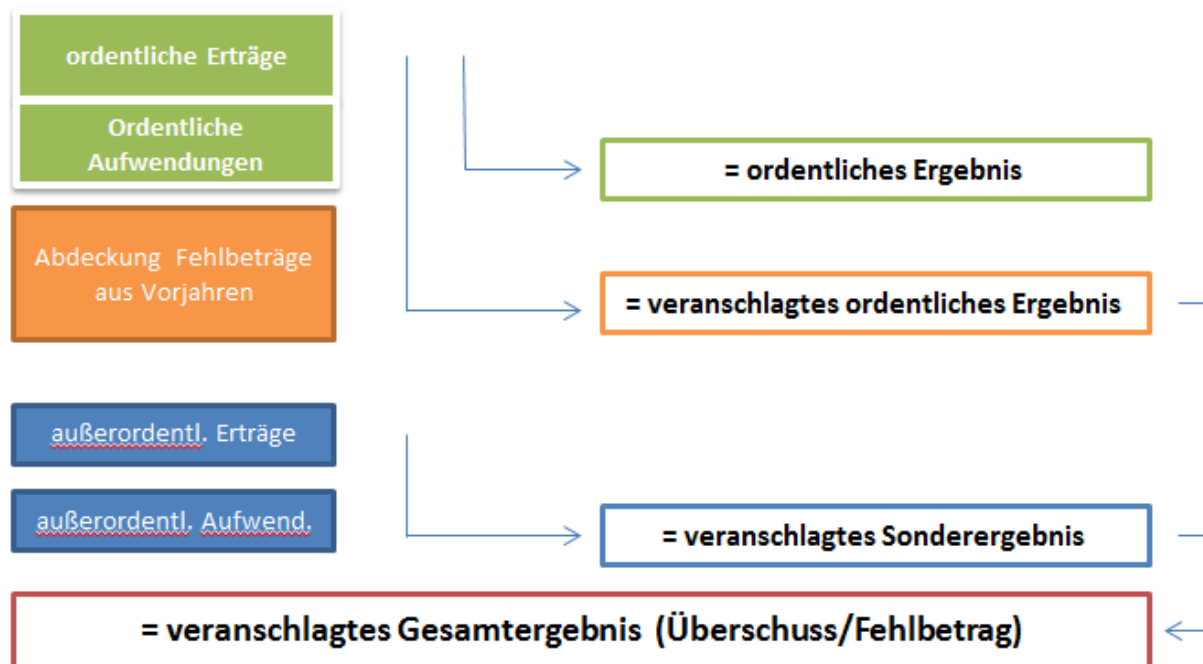 ordentliche Erträge
Ordentliche
Aufwendungen
= ordentliches Ergebnis
Abdeckung Fehlbeträge
aus Vorjahren
= veranschlagtes ordentliches Ergebnis
außerordentl. Erträge
außerordentl. Aufwend.
= veranschlagtes Sonderergebnis
= veranschlagtes Gesamtergebnis (Überschuss/Fehlbetrag)